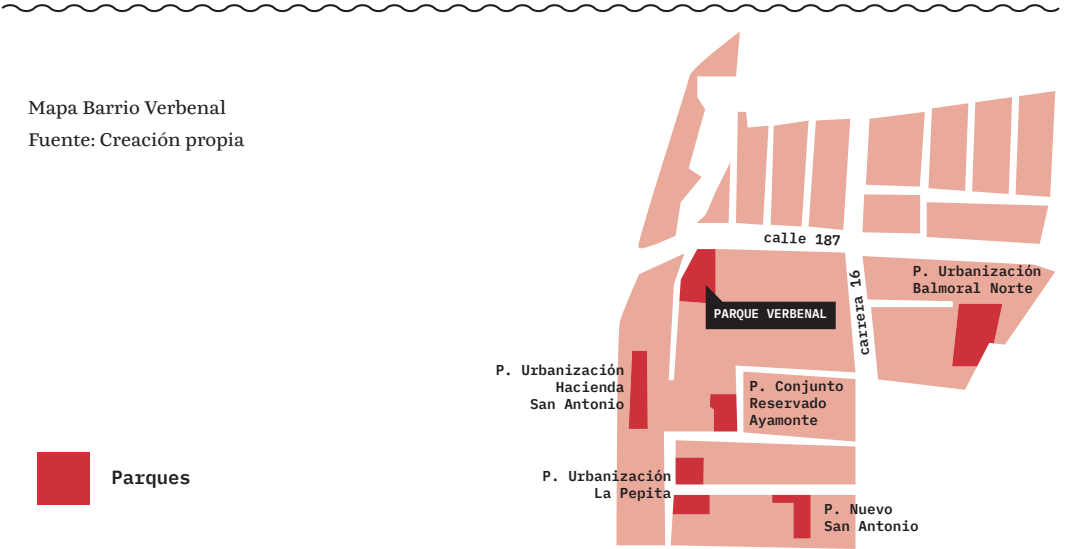 Mapa Barrio Verbenal
Fuente: Creación propia
calle 187
carrera 16
P. Urbanización
Balmoral Norte
PARQUE VERBENAL
P. Urbanización
Hacienda
San Antonio
P. Conjunto
Reservado
Ayamonte
Parques
P. Urbanización
La Pepita
P. Nuevo
San Antonio